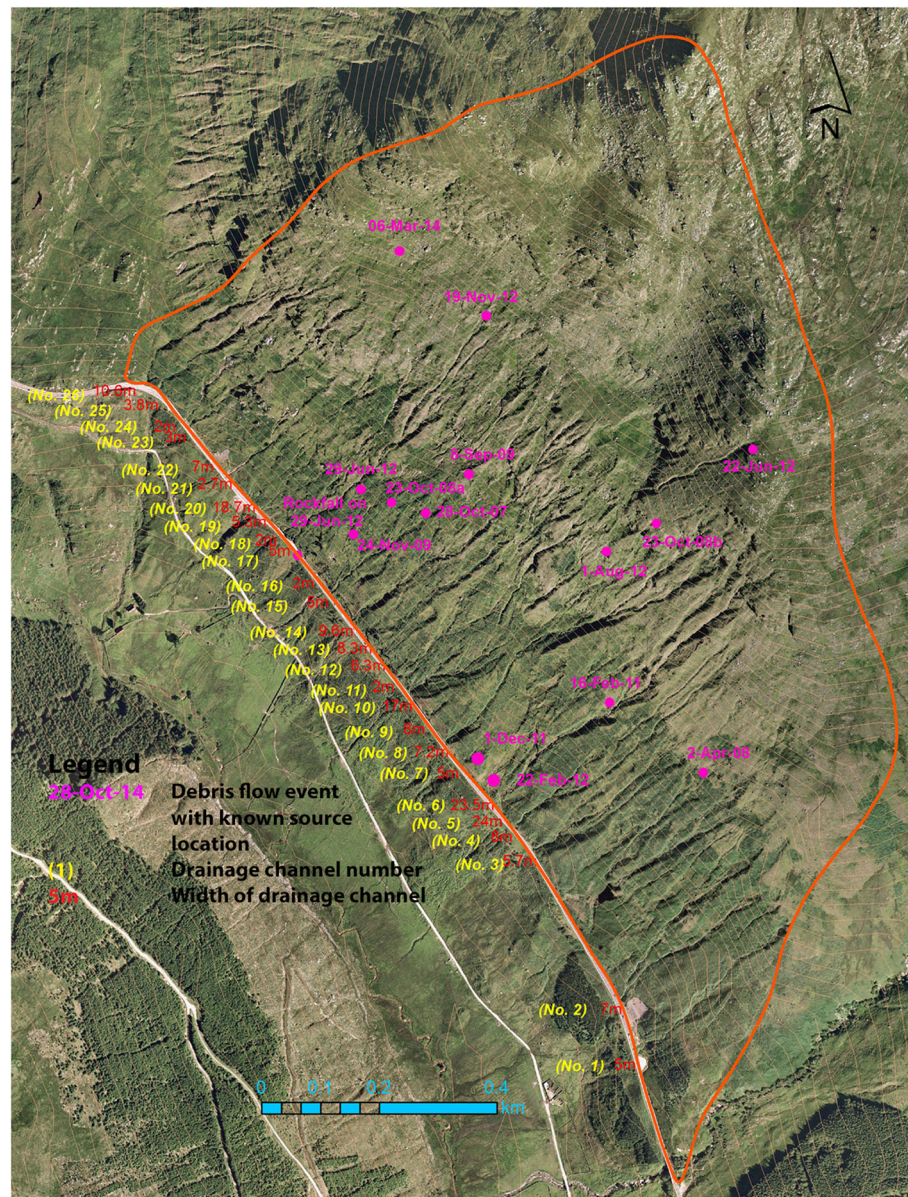 N
06-Mar-14
19-Nov-12
(No. 26) 10.6m
(No. 25) 3.8m
(No. 24) 2m
(No. 23) 3m
22-Jun-12
8-Sep-09
(No. 22) 7m
29-Jun-12
(No. 21) 2.7m
23-Oct-08a
Rockfall on
29-Jun-12
(No. 20) 18.7m
25-Oct-07
(No. 19)
23-Oct-08b
(No. 18) 2m
24-Nov-09
(No. 17) 5m
1-Aug-12
(No. 16) 2m
(No. 15) 5m
(No. 14) 9.6m
(No. 13) 8.3m
(No. 12) 6.3m
(No. 11)
16-Feb-11
(No. 10) 17m
(No. 9)
1-Dec-11
(No. 8) 7.2m
(No. 7)
2-Apr-08
22-Feb-12
(No. 6) 23.5m
(No. 5) 24m
(No. 4)
(No. 3)
Legend
28-Oct-14 Debris flow event
with known source
location
(1) Drainage channel number
5m Width of drainage channel
(No. 2) 7m
(No. 1) 5m
0 0.1 0.2 0.4
km